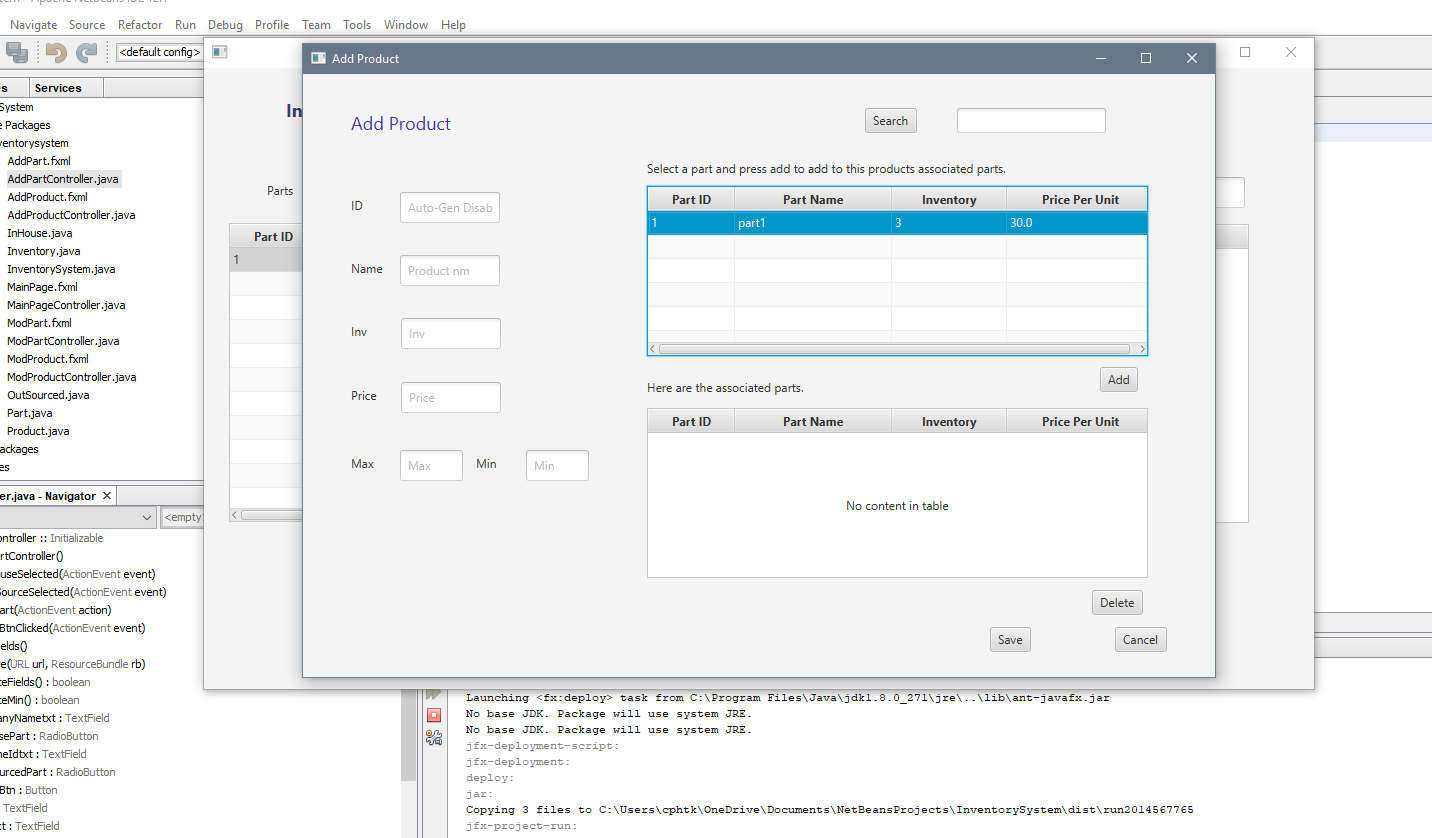 Navigate Source Refactor Run Debug Profile Team Tools Window Help
<default config>
Services
System
Packages
AddPart.fxml
AddPartController.java
AddProduct.fxml
AddProductController.java
InHouse.java
Inventory.java
InventorySystem.java
MainPage.fxml
MainPageController.java
ModPart.fxml
ModPartController.java
ModProduct.fxml
ModProductController.java
OutSourced.java
Part.java
Product.java
er.java - Navigator
<empty>
ontroller :: Initializable
rtController()
useSelected(ActionEvent event)
SourceSelected(ActionEvent event)
art(ActionEvent action)
BtnClicked(ActionEvent event)
ields()
e(URL url, ResourceBundle rb)
teFields() : boolean
teMin() : boolean
anyNametxt : TextField
sePart : RadioButton
neIdtxt : TextField
urcedPart : RadioButton
Btn : Button
TextField
xt : TextField
In
Parts
Part ID
1
Add Product
Add Product
Search
ID
Auto-Gen Disab
Name
Product nm
Inv
Inv
Price
Price
Max
Max
Min
Min
Select a part and press add to add to this products associated parts.
Part ID Part Name Inventory Price Per Unit
1 part1 3 30.0
Add
Here are the associated parts.
Part ID Part Name Inventory Price Per Unit
No content in table
Delete
Save
Cancel
Launching <fx:deploy> task from C:\Program Files\Java\jdk1.8.0_271\jre\..\lib\ant-javafx.jar
No base JDK. Package will use system JRE.
No base JDK. Package will use system JRE.
jfx-deployment-script:
jfx-deployment:
deploy:
jar:
Copying 3 files to C:\Users\cphtk\OneDrive\Documents\NetBeansProjects\InventorySystem\dist\run2014567765
jfx-project-run: